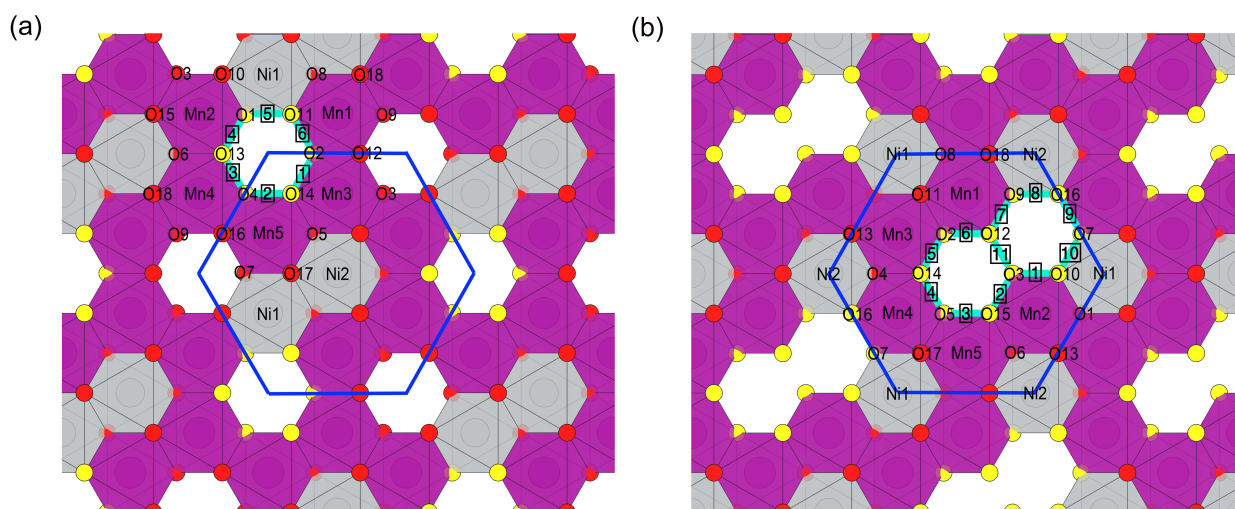 (a)
(b)
O3 O10 Ni1 O8 O18
O15 Mn2 O1 5 O11 Mn1 O9
4 6
O6 O13 O2 O12
3 1
O18 Mn4 O4 2 O14 Mn3 O3
O9 O16 Mn5 O5
O7 O17 Ni2
Ni1
Ni1 O8 O18 Ni2
O11 Mn1 O9 8 O16
7 9
O13 Mn3 O2 6 O12 O7
5 11 10
Ni2 O4 O14 O3 1 O10 Ni1
4 2
O16 Mn4 O5 3 O15 Mn2 O1
O7 O17 Mn5 O6 O13
Ni1 Ni2